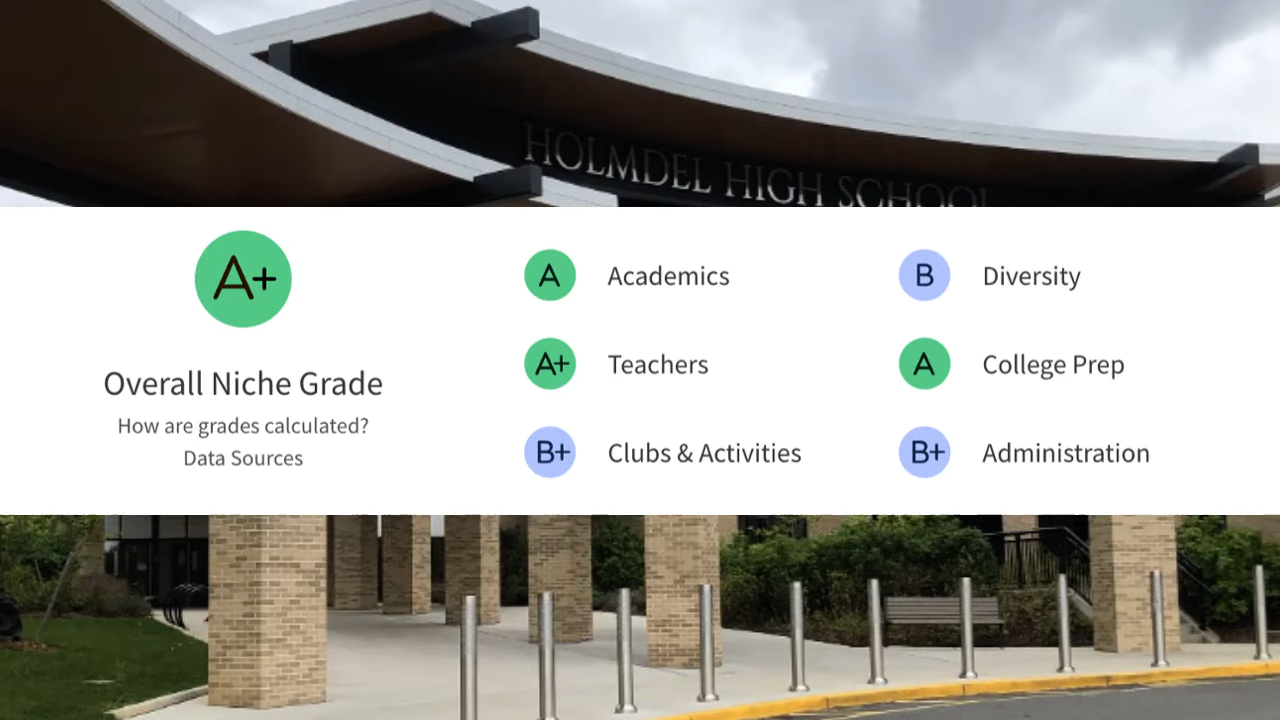 HOLMDEL HIGH SCHOOL
A+
Overall Niche Grade
How are grades calculated?
Data Sources
A Academics
A+ Teachers
B+ Clubs & Activities
B Diversity
A College Prep
B+ Administration